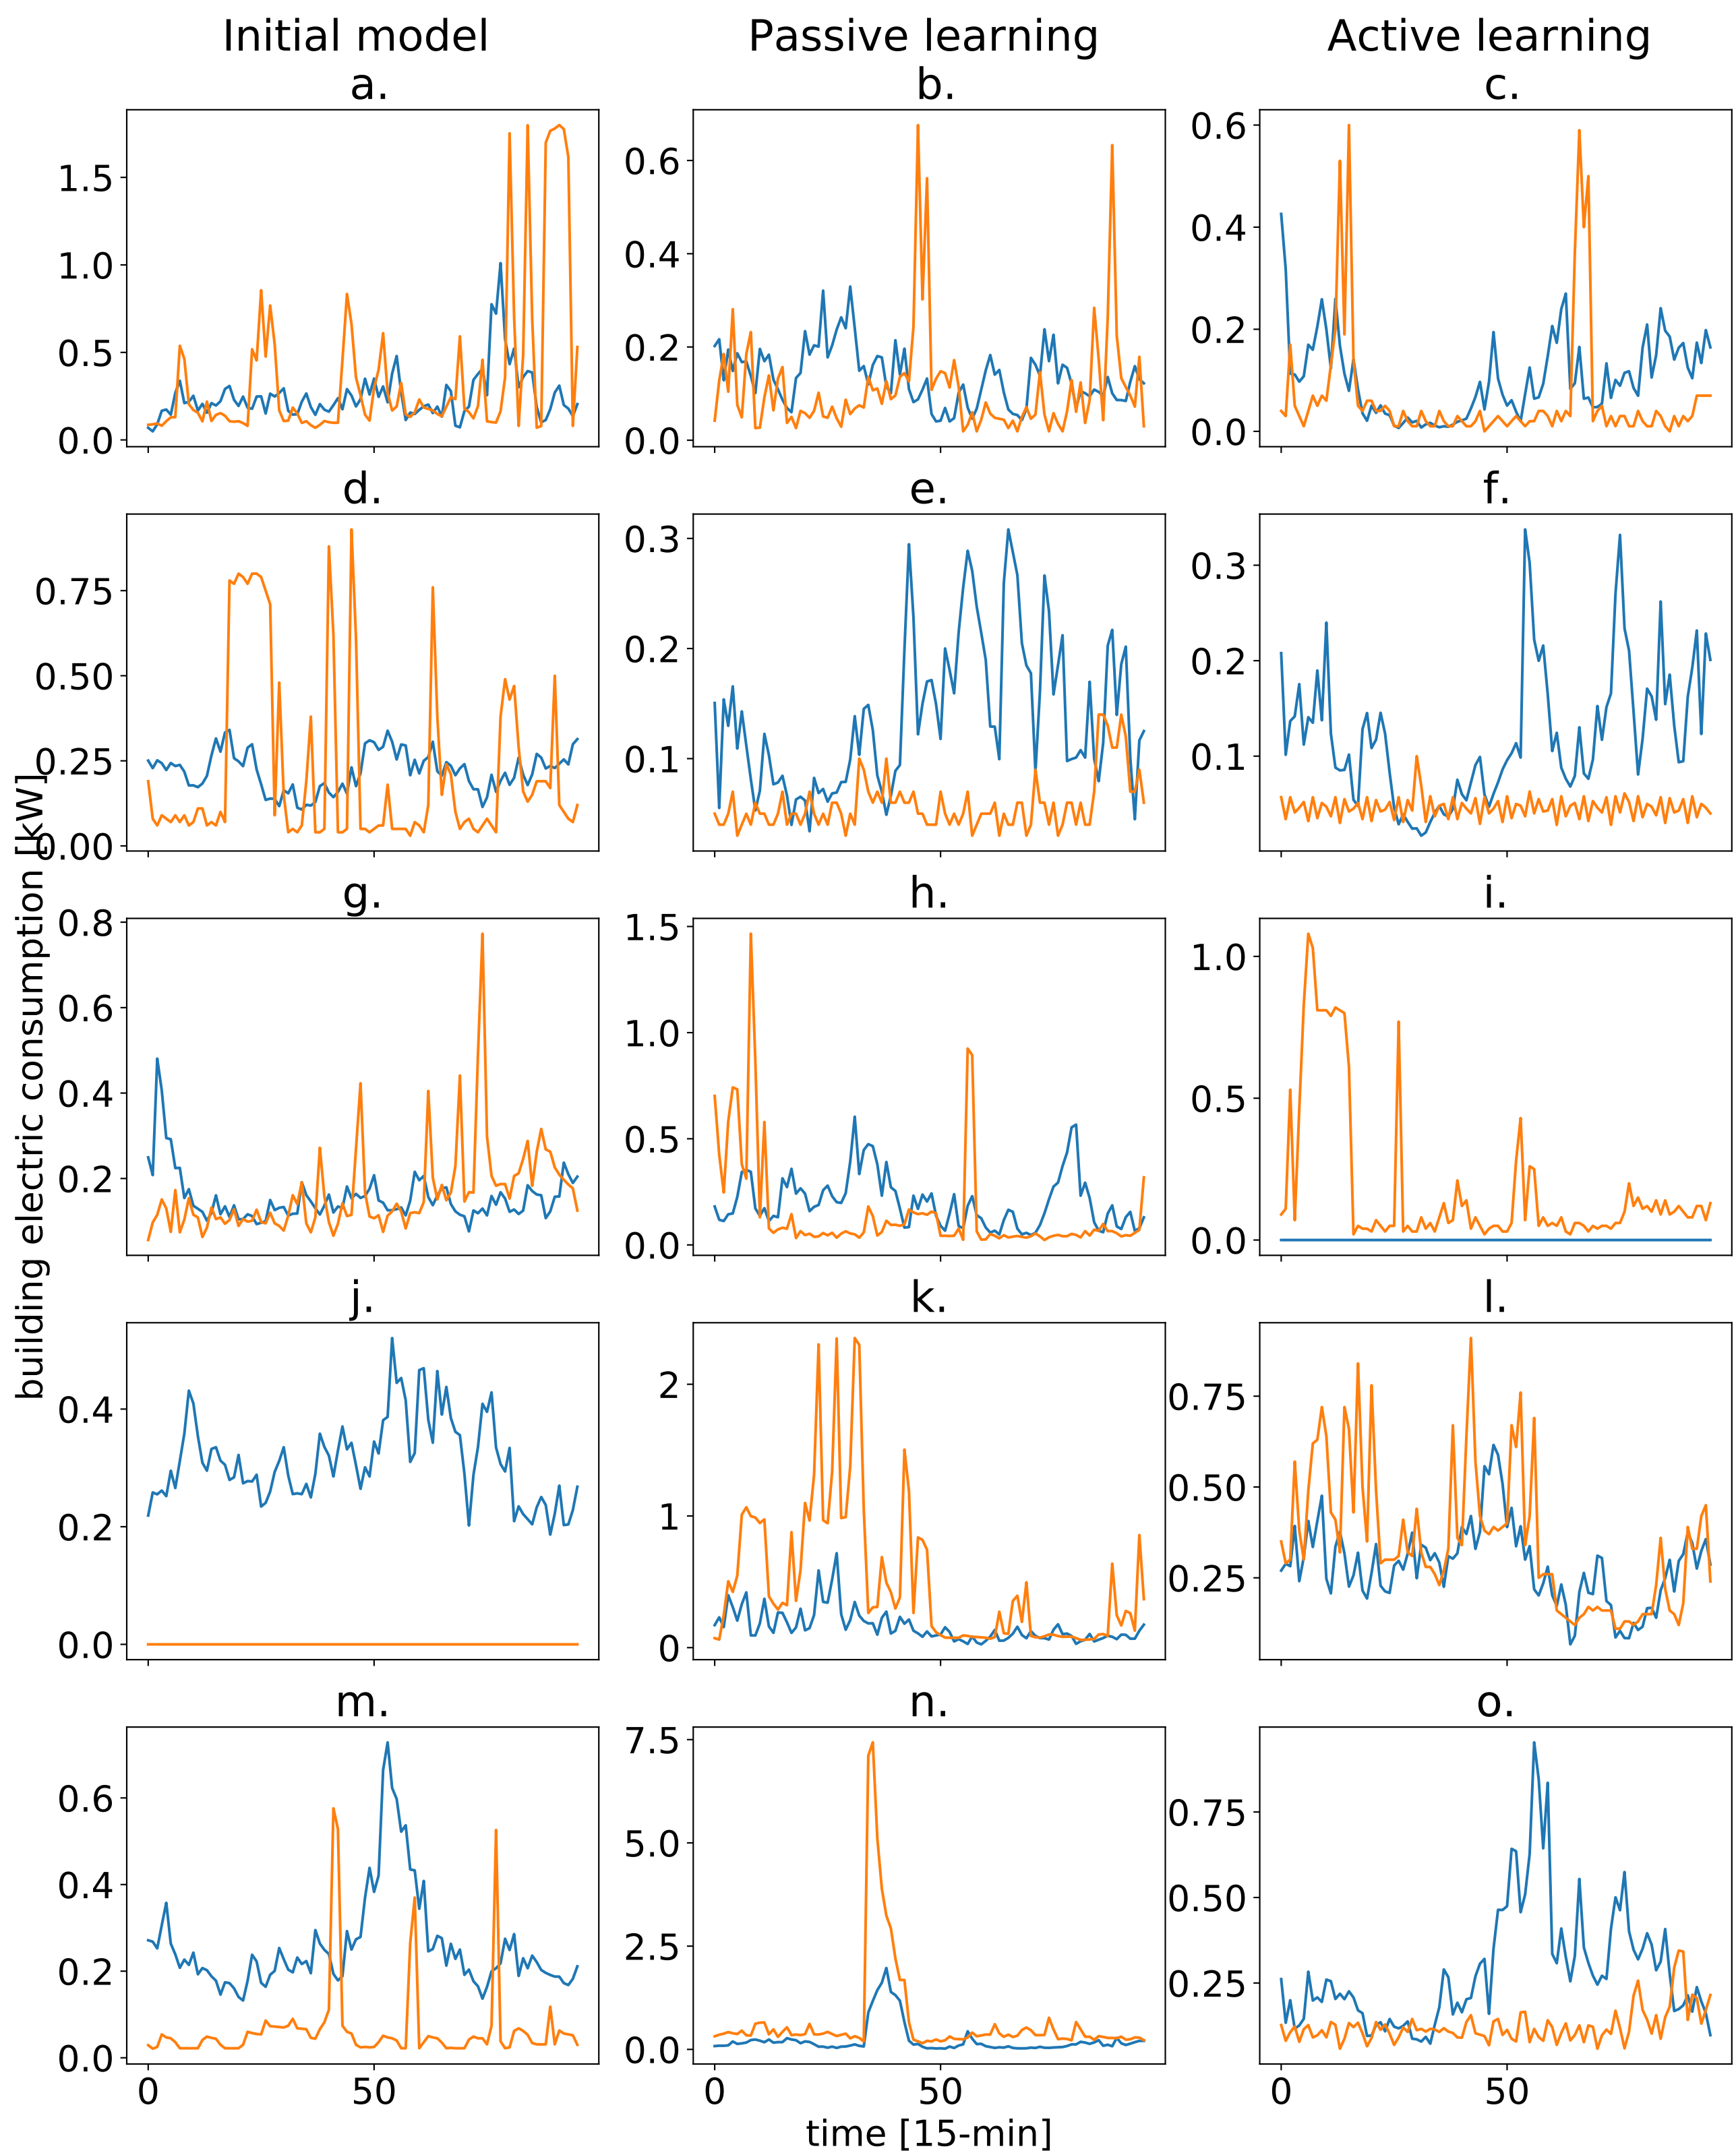 Initial model Passive learning Active learning
a. b. c.
1.5 1.0 0.5 0.0
0.6 0.4 0.2 0.0
0.6 0.4 0.2 0.0
d. e. f.
0.75 0.50 0.25 0.00
0.3 0.2 0.1
0.3 0.2 0.1
building electric consumption [kW]
g. h. i.
0.8 0.6 0.4 0.2
1.5 1.0 0.5 0.0
1.0 0.5 0.0
j. k. l.
0.4 0.2 0.0
2 1 0
0.75 0.50 0.25
m. n. o.
0.6 0.4 0.2 0.0
7.5 5.0 2.5 0.0
0.75 0.50 0.25
0 50 0 50 0 50
time [15-min]